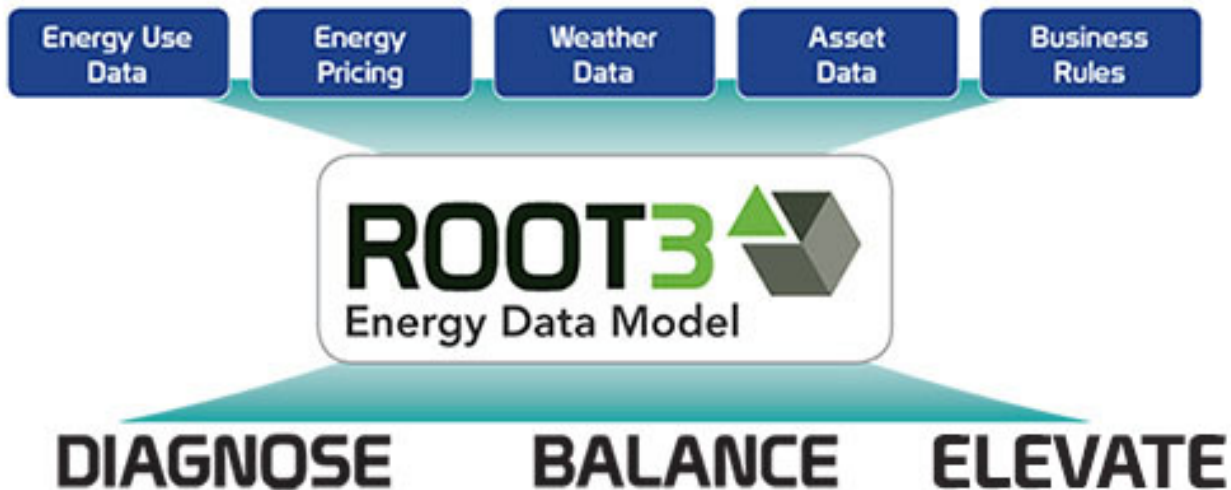 Energy Use
Data
Energy
Pricing
Weather
Data
Asset
Data
Business
Rules
ROOT3
Energy Data Model
DIAGNOSE BALANCE ELEVATE